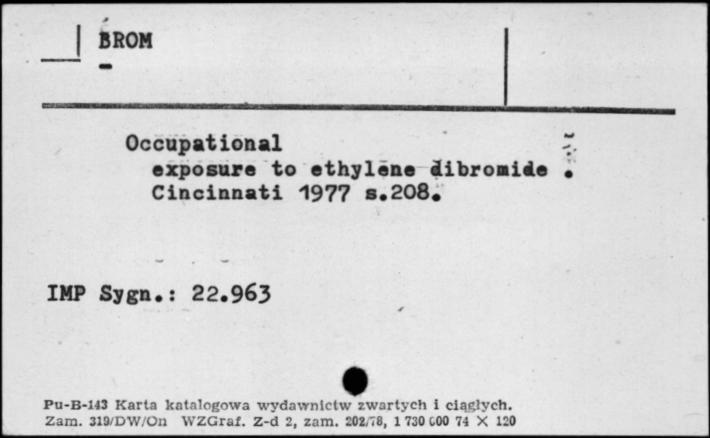 BROM
Occupational
exposure to ethylene dibromide .
Cincinnati 1977 s.208.
IMP Sygn.: 22.963
Pu-B-143 Karta katalogowa wydawnictw zwartych i ciągłych.
Zam. 319/DW/On WZGraf. Z-d 2, zam. 202/78, 1 730 000 74 X 120